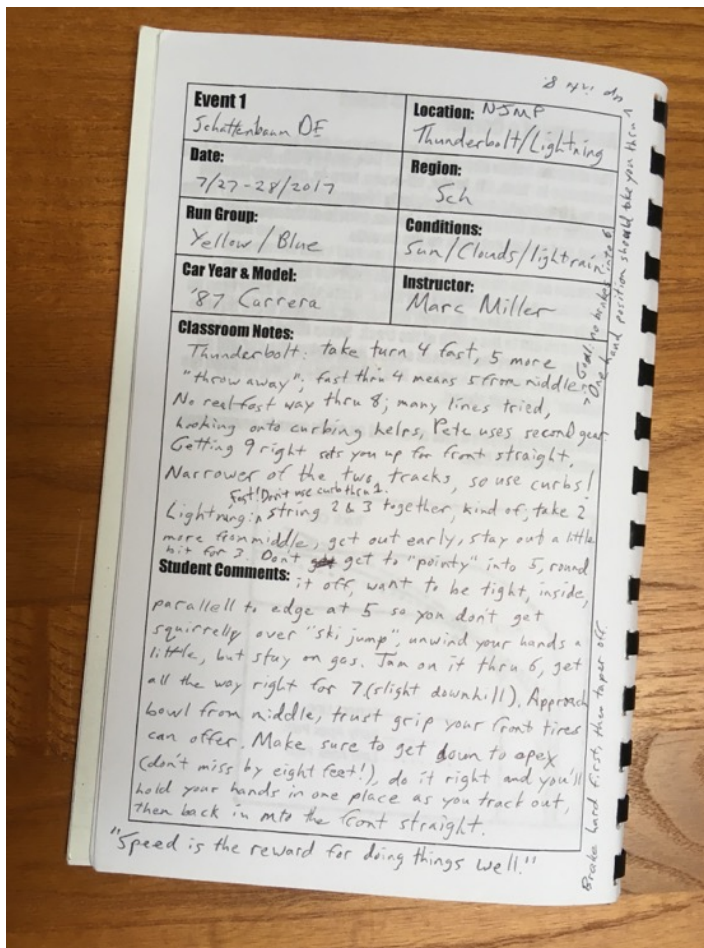 Event 1
Schattenbaum DE
Location: NJMP
Thunderbolt/Lightning
Date:
7/27-28/2017
Region:
Sch
Run Group:
Yellow/Blue
Conditions:
Sun/Clouds/light rain
Car Year & Model:
'87 Carrera
Instructor:
Marc Miller
Classroom Notes:
Thunderbolt: take turn 4 fast, 5 more
"throw away"; fast thru 4 means 5 from middle.
No real fast way thru 8; many lines tried,
hooking onto curbing helps, Pete uses second gear.
Getting 9 right sets you up for front straight,
Narrower of the two tracks, so use curbs!
Fast! Don't use curb thru 1.
Lightning: string 2 & 3 together, kind of; take 2
more from middle, get out early, stay out a little
bit for 3. Don't get to "pointy" into 5, round
Student Comments: it off, want to be tight, inside,
parallell to edge at 5 so you don't get
squirrelly over "ski jump", unwind your hands a
little, but stay on gas. Jam on it thru 6, get
all the way right for 7 (slight downhill). Approach
bowl from middle, trust grip your front tires
can offer. Make sure to get down to apex
(don't miss by eight feet!), do it right and you'll
hold your hands in one place as you track out,
then back in into the front straight.
"Speed is the reward for doing things well."
Brake hard first, then taper off
Goal: no brakes into 6
One hand position should take you thru
up into 8.